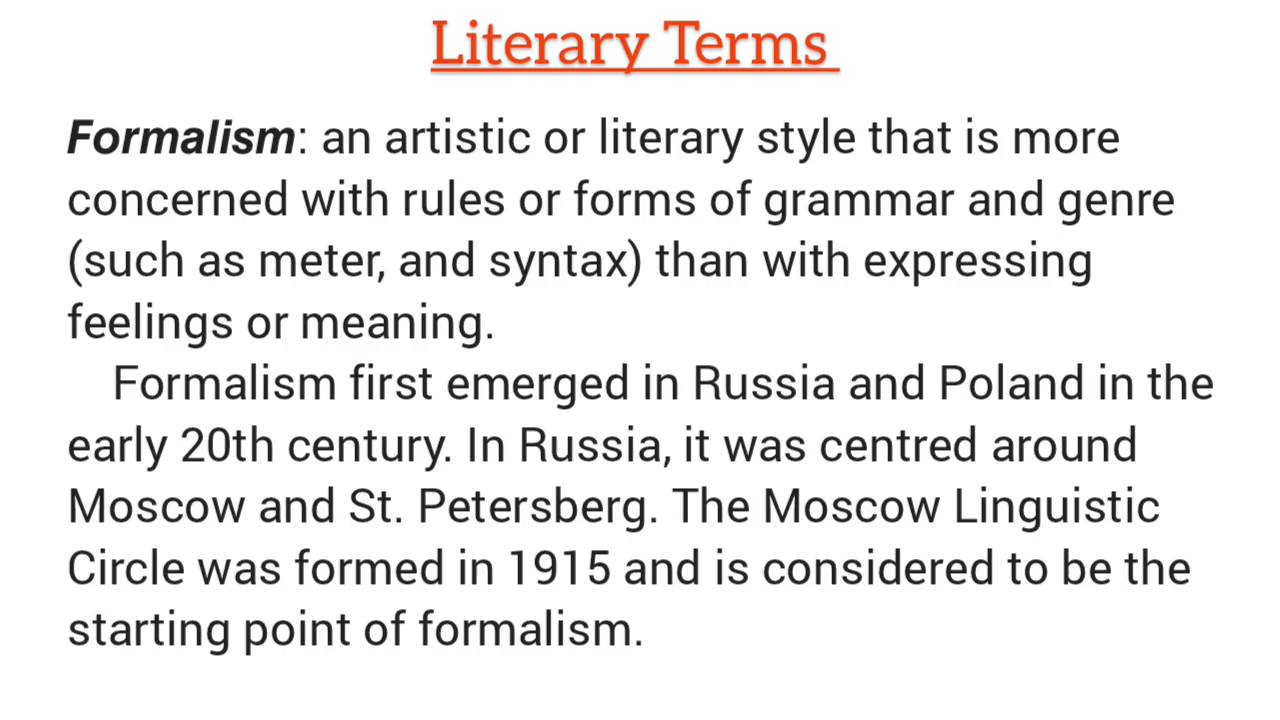 Literary Terms
Formalism: an artistic or literary style that is more
concerned with rules or forms of grammar and genre
(such as meter, and syntax) than with expressing
feelings or meaning.
Formalism first emerged in Russia and Poland in the
early 20th century. In Russia, it was centred around
Moscow and St. Petersberg. The Moscow Linguistic
Circle was formed in 1915 and is considered to be the
starting point of formalism.